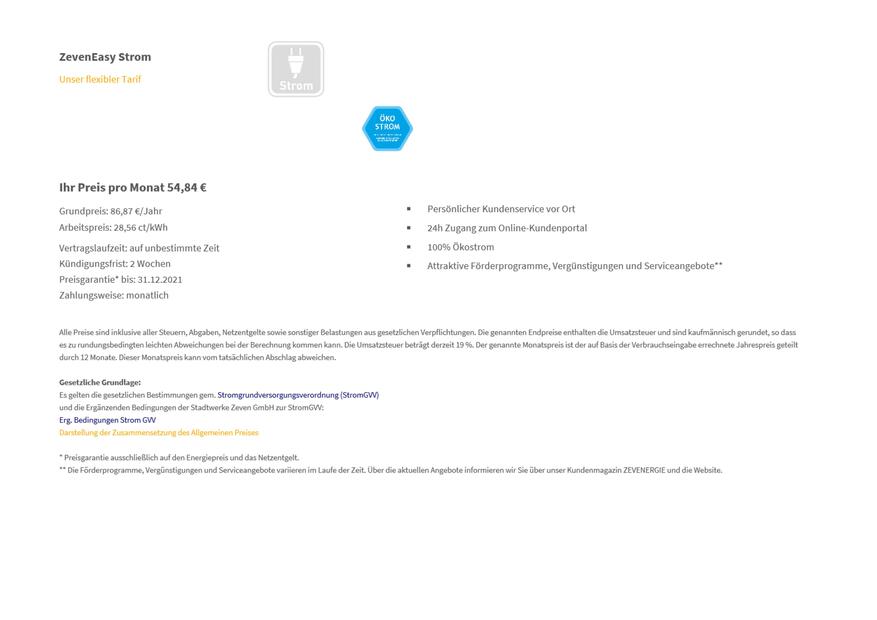 ZevenEasy Strom
Unser flexibler Tarif
Strom
ÖKO
STROM
Ihr Preis pro Monat 54,84 €
Grundpreis: 86,87 €/Jahr
Arbeitspreis: 28,56 ct/kWh
Vertragslaufzeit: auf unbestimmte Zeit
Kündigungsfrist: 2 Wochen
Preisgarantie* bis: 31.12.2021
Zahlungsweise: monatlich
▪ Persönlicher Kundenservice vor Ort
▪ 24h Zugang zum Online-Kundenportal
▪ 100% Ökostrom
▪ Attraktive Förderprogramme, Vergünstigungen und Serviceangebote**
Alle Preise sind inklusive aller Steuern, Abgaben, Netzentgelte sowie sonstiger Belastungen aus gesetzlichen Verpflichtungen. Die genannten Endpreise enthalten die Umsatzsteuer und sind kaufmännisch gerundet, so dass
es zu rundungsbedingten leichten Abweichungen bei der Berechnung kommen kann. Die Umsatzsteuer beträgt derzeit 19 %. Der genannte Monatspreis ist der auf Basis der Verbrauchseingabe errechnete Jahrespreis geteilt
durch 12 Monate. Dieser Monatspreis kann vom tatsächlichen Abschlag abweichen.
Gesetzliche Grundlage:
Es gelten die gesetzlichen Bestimmungen gem. Stromgrundversorgungsverordnung (StromGVV)
und die Ergänzenden Bedingungen der Stadtwerke Zeven GmbH zur StromGVV:
Erg. Bedingungen Strom GVV
Darstellung der Zusammensetzung des Allgemeinen Preises
* Preisgarantie ausschließlich auf den Energiepreis und das Netzentgelt.
** Die Förderprogramme, Vergünstigungen und Serviceangebote variieren im Laufe der Zeit. Über die aktuellen Angebote informieren wir Sie über unser Kundenmagazin ZEVENERGIE und die Website.